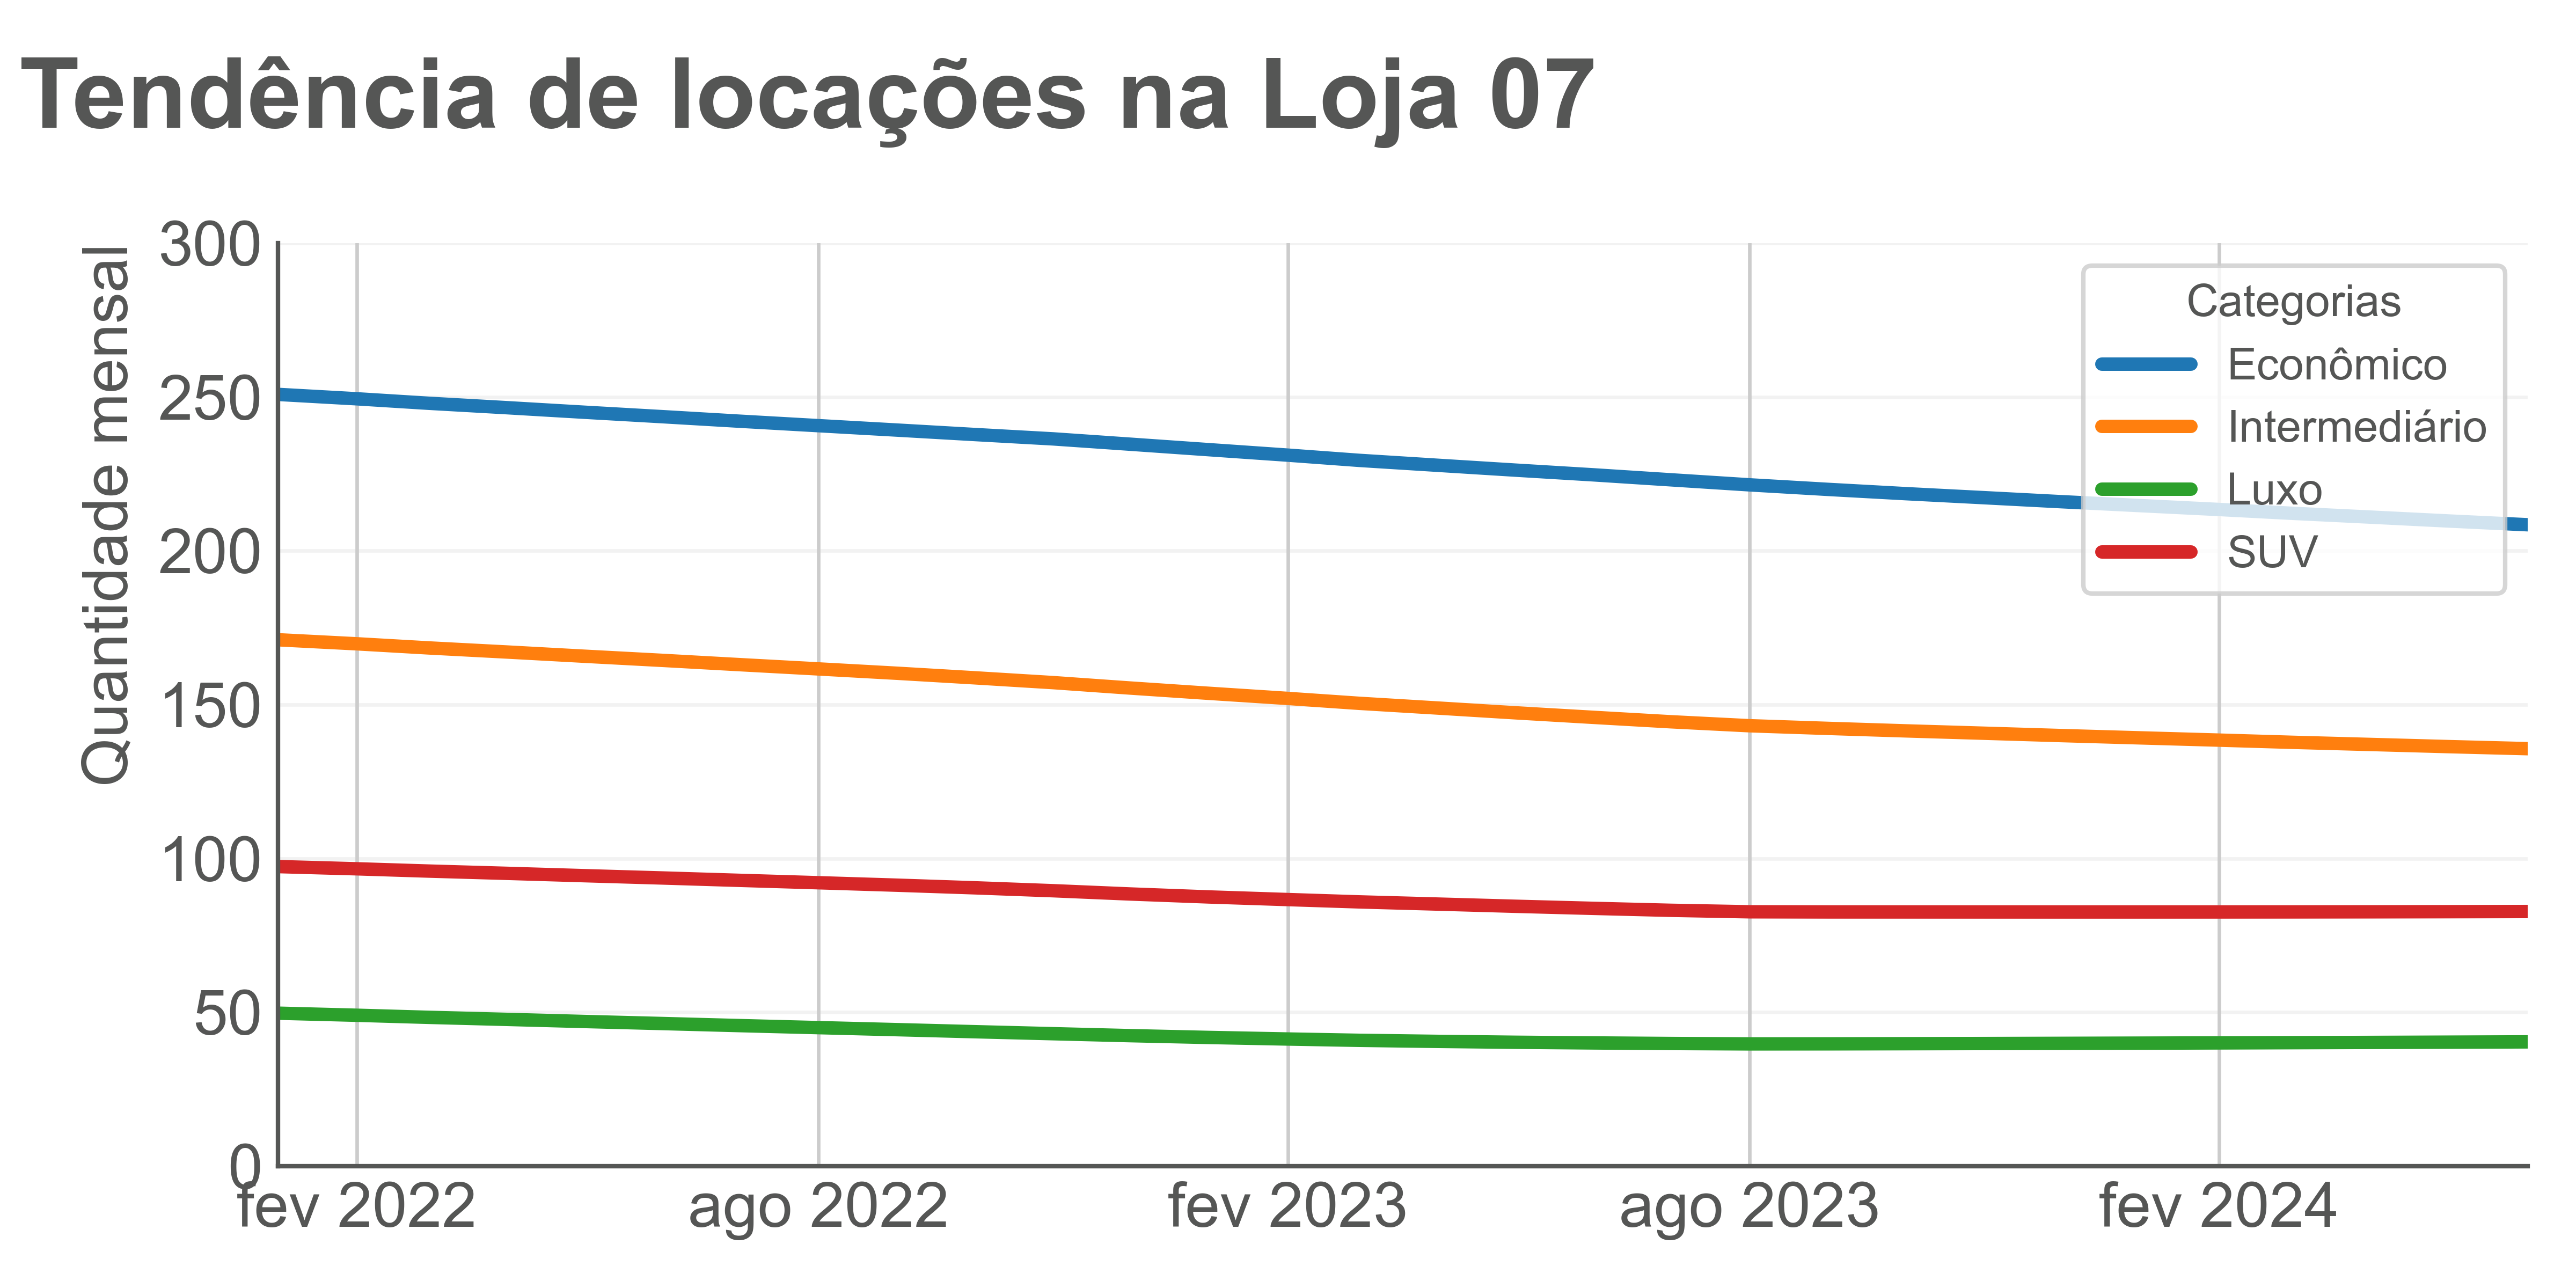 Tendência de locações na Loja 07
Quantidade mensal
300
250
200
150
100
50
0
fev 2022
ago 2022
fev 2023
ago 2023
fev 2024
Categorias
Econômico
Intermediário
Luxo
SUV